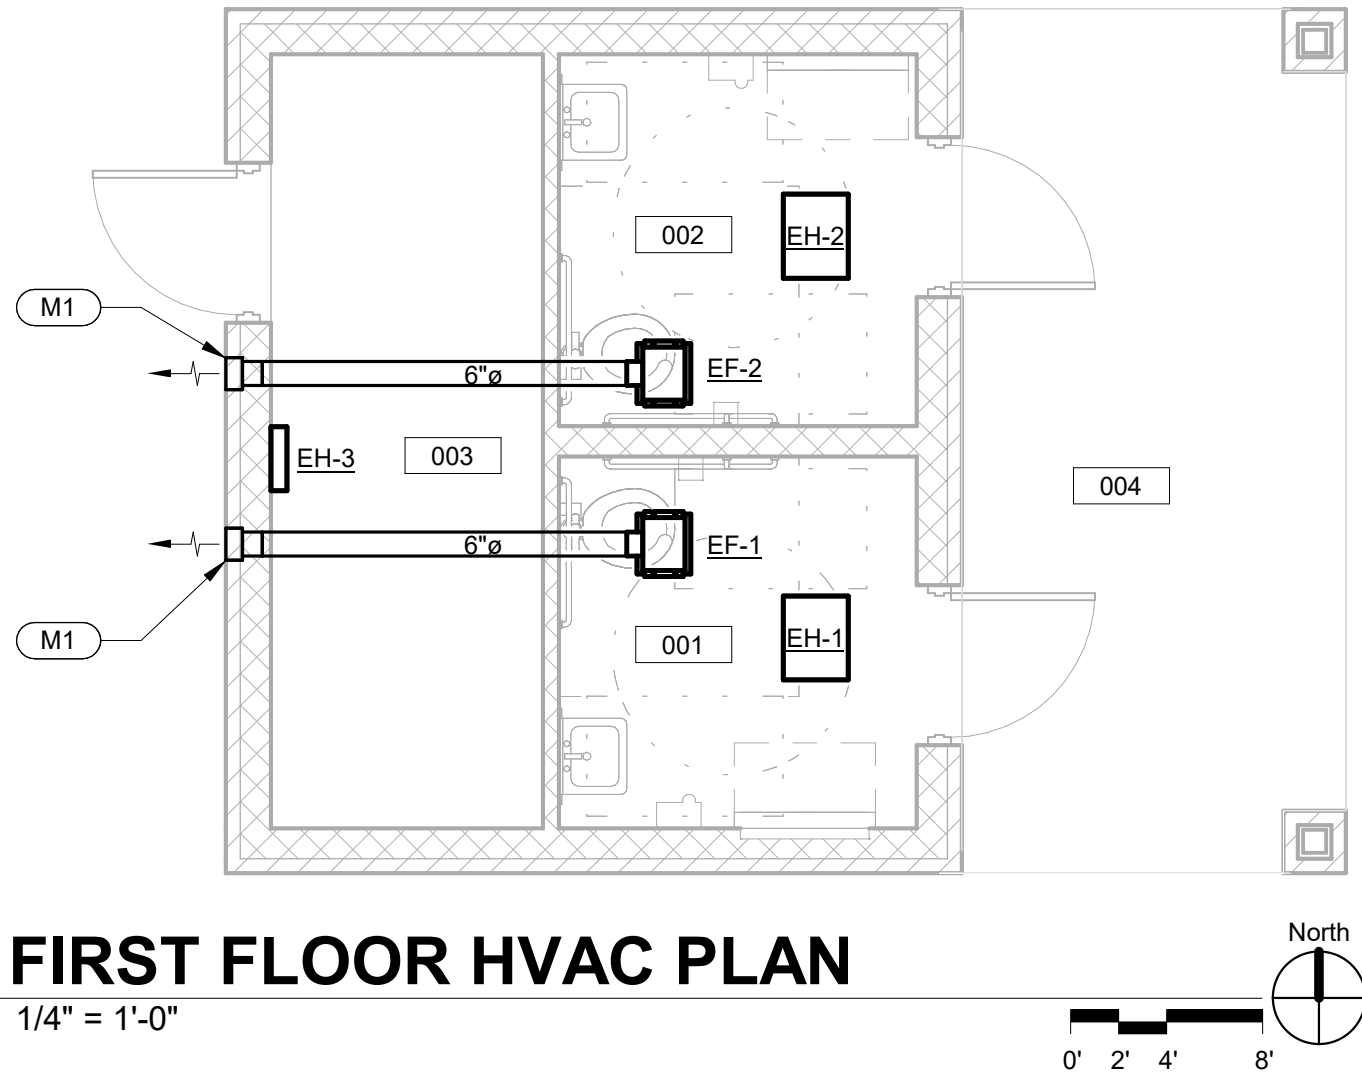 002
EH-2
M1
6"ø
EF-2
EH-3
003
004
6"ø
EF-1
M1
001
EH-1
FIRST FLOOR HVAC PLAN
1/4" = 1'-0"
North
0' 2' 4' 8'